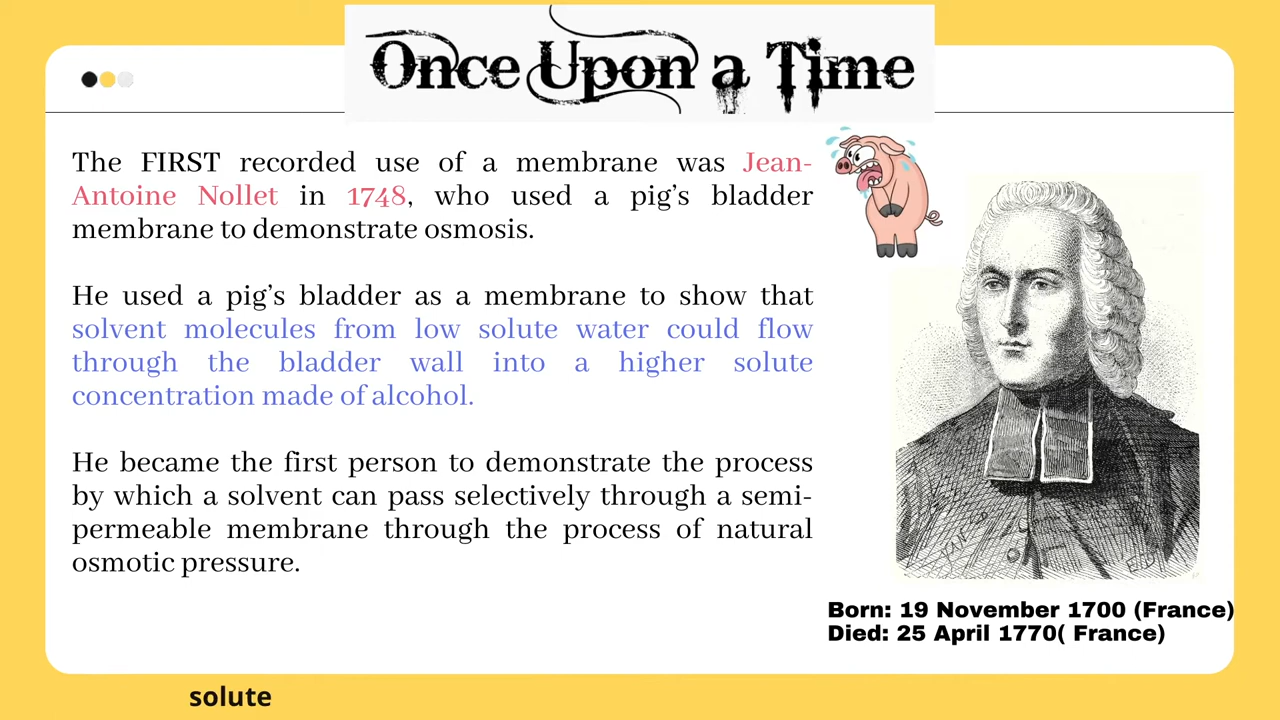 Once Upon a Time
The FIRST recorded use of a membrane was Jean-
Antoine Nollet in 1748, who used a pig's bladder
membrane to demonstrate osmosis.
He used a pig's bladder as a membrane to show that
solvent molecules from low solute water could flow
through the bladder wall into a higher solute
concentration made of alcohol.
He became the first person to demonstrate the process
by which a solvent can pass selectively through a semi-
permeable membrane through the process of natural
osmotic pressure.
Born: 19 November 1700 (France)
Died: 25 April 1770( France)
solute